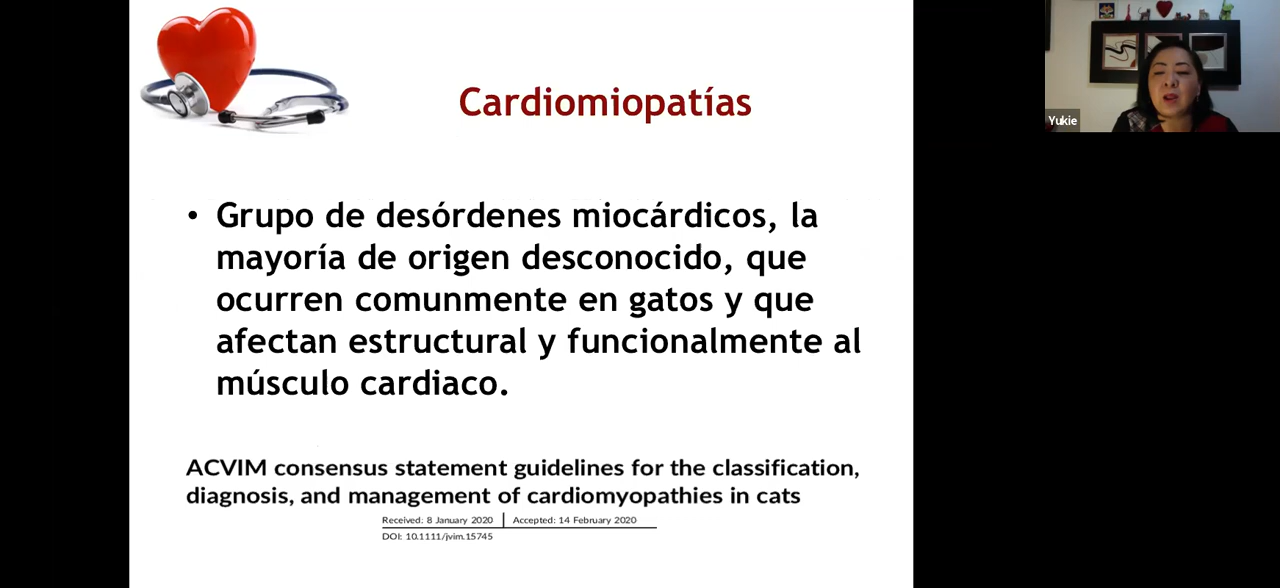 Cardiomiopatías
• Grupo de desórdenes miocárdicos, la
mayoría de origen desconocido, que
ocurren comunmente en gatos y que
afectan estructural y funcionalmente al
músculo cardiaco.
ACVIM consensus statement guidelines for the classification,
diagnosis, and management of cardiomyopathies in cats
Received: 8 January 2020 | Accepted: 14 February 2020
DOI: 10.1111/jvim.15745
Yukie